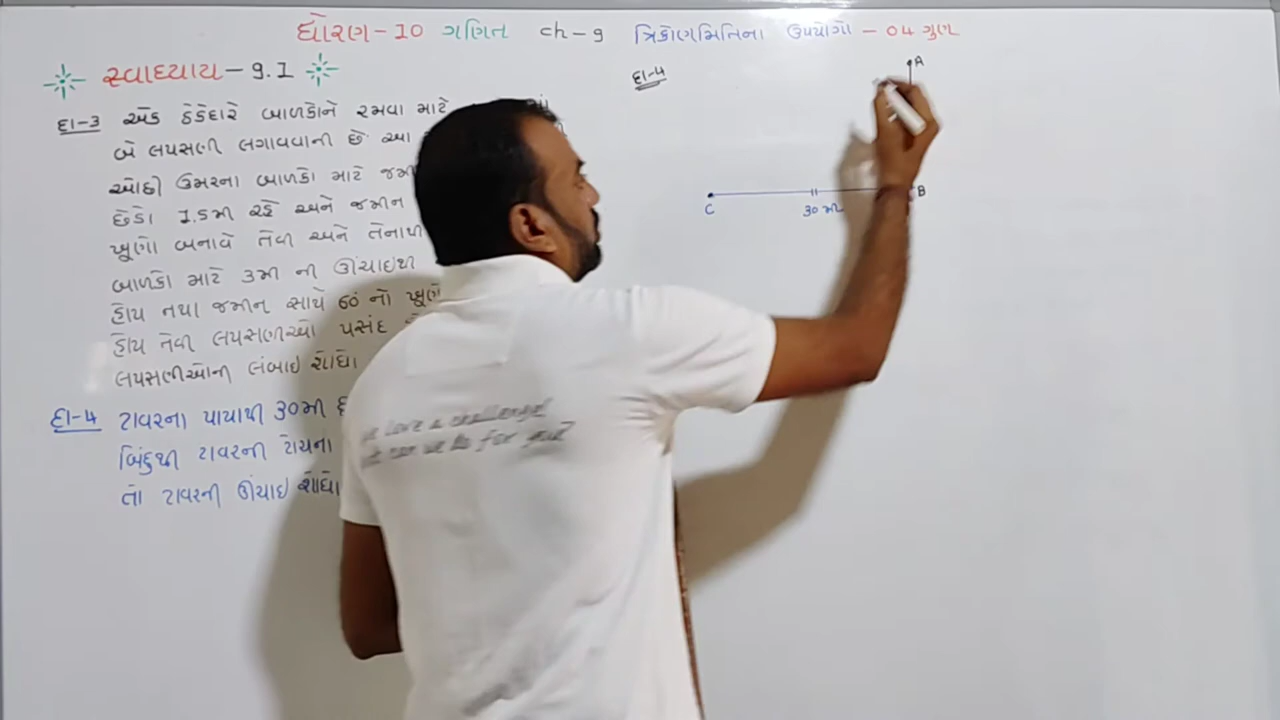 ધોરણ-10 ગણિત ch-9 ત્રિકોણમિતિના ઉપયોગો - 04 ગુણ
સ્વાધ્યાય-9.1
દા-3 એક ઠેકેદારે બાળકોને રમવા માટે
બે લપસણી લગાવવાની છે આ
ઓછી ઉંમરના બાળકો માટે જમી
છેડો 1.5મી રહે અને જમીન
ખૂણો બનાવે તેવી અને તેનાથી
બાળકો માટે 3મી ની ઊંચાઇથી
હોય તથા જમીન સાથે 60 નો ખૂણો
હોય તેવી લપસણીઓ પસંદ
લપસણીઓની લંબાઇ શોધો
દા-4 ટાવરના પાયાથી 30મી
બિંદુથી ટાવરની ટોચના
તો ટાવરની ઊંચાઇ શોધો
દા-4
A
B
C
30 મી